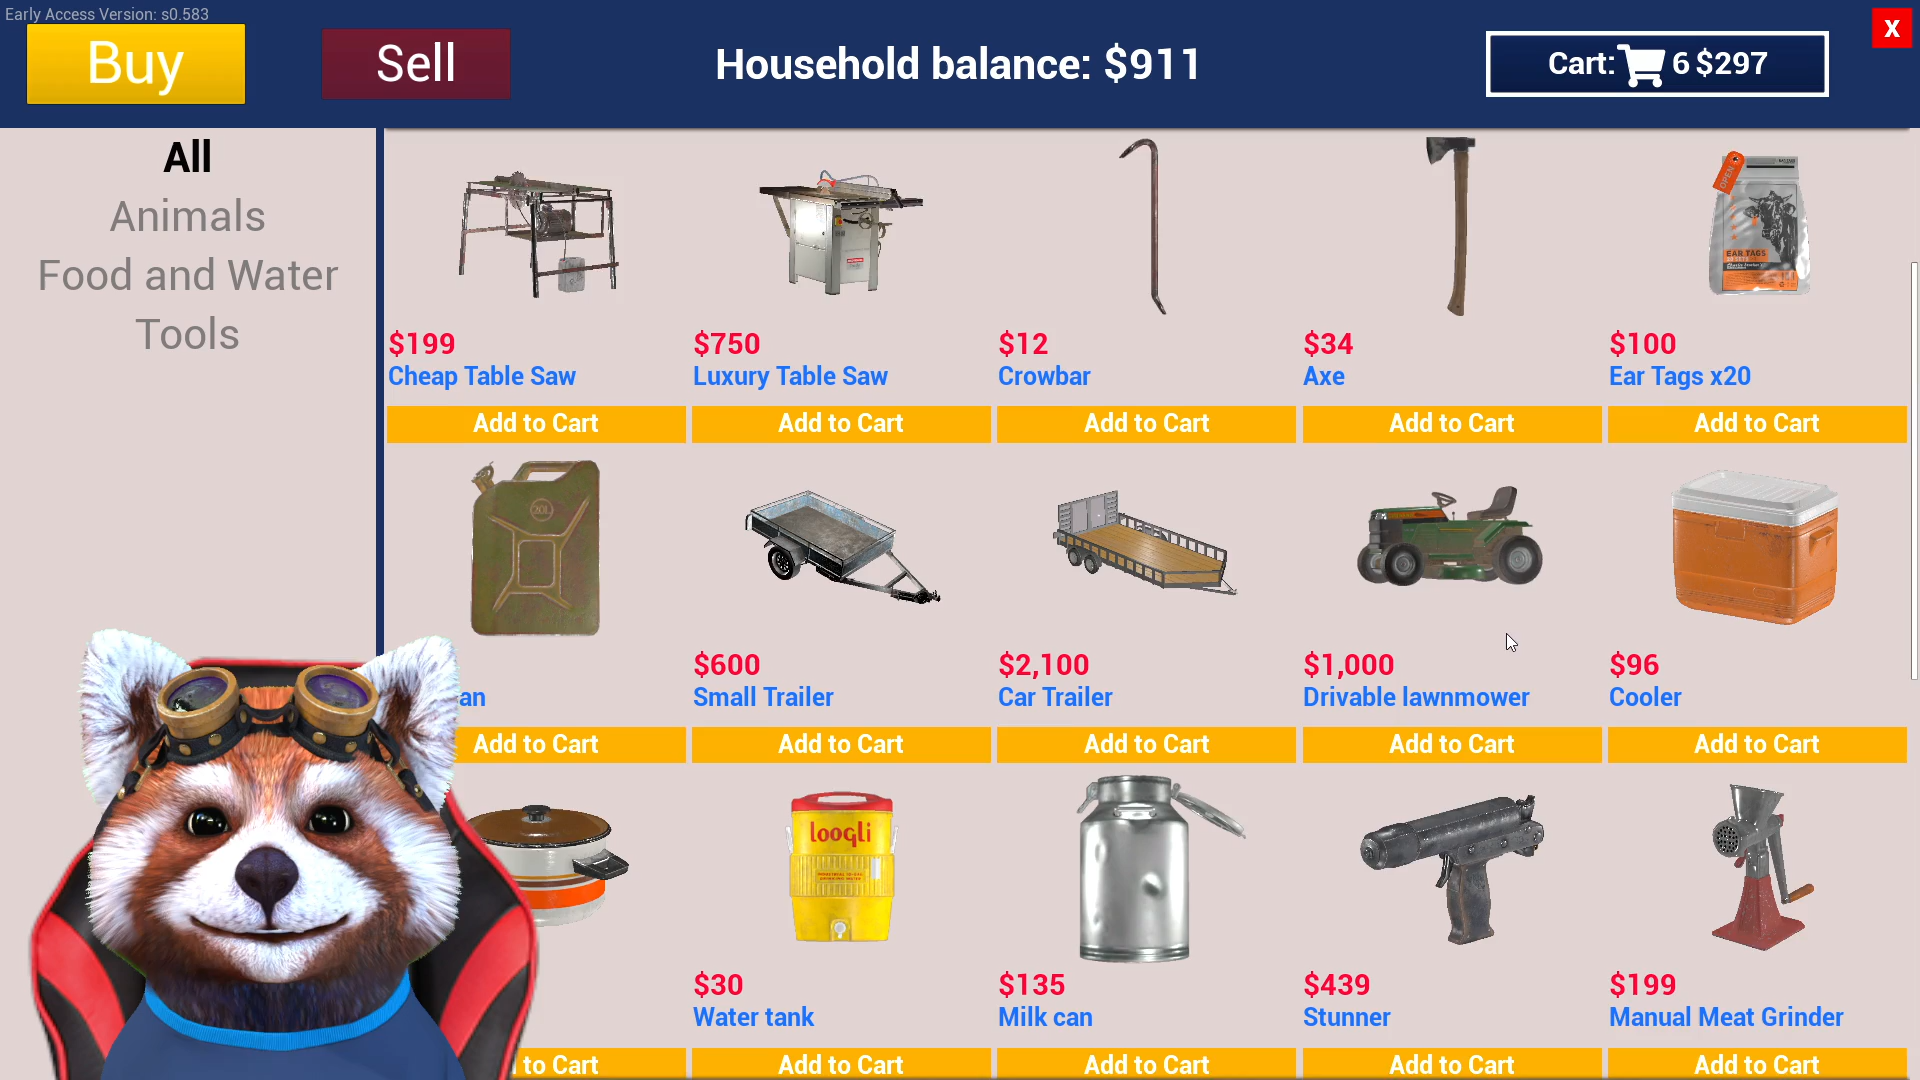 Early Access Version: s0.583
Buy
Sell
Household balance: $911
Cart: 6 $297
X
All
Animals
Food and Water
Tools
OPEN
EAR TAGS
$199
Cheap Table Saw
Add to Cart
$750
Luxury Table Saw
Add to Cart
$12
Crowbar
Add to Cart
$34
Axe
Add to Cart
$100
Ear Tags x20
Add to Cart
20L
an
Add to Cart
$600
Small Trailer
Add to Cart
$2,100
Car Trailer
Add to Cart
$1,000
Drivable lawnmower
Add to Cart
$96
Cooler
Add to Cart
to Cart
loogli
$30
Water tank
Add to Cart
$135
Milk can
Add to Cart
$439
Stunner
Add to Cart
$199
Manual Meat Grinder
Add to Cart